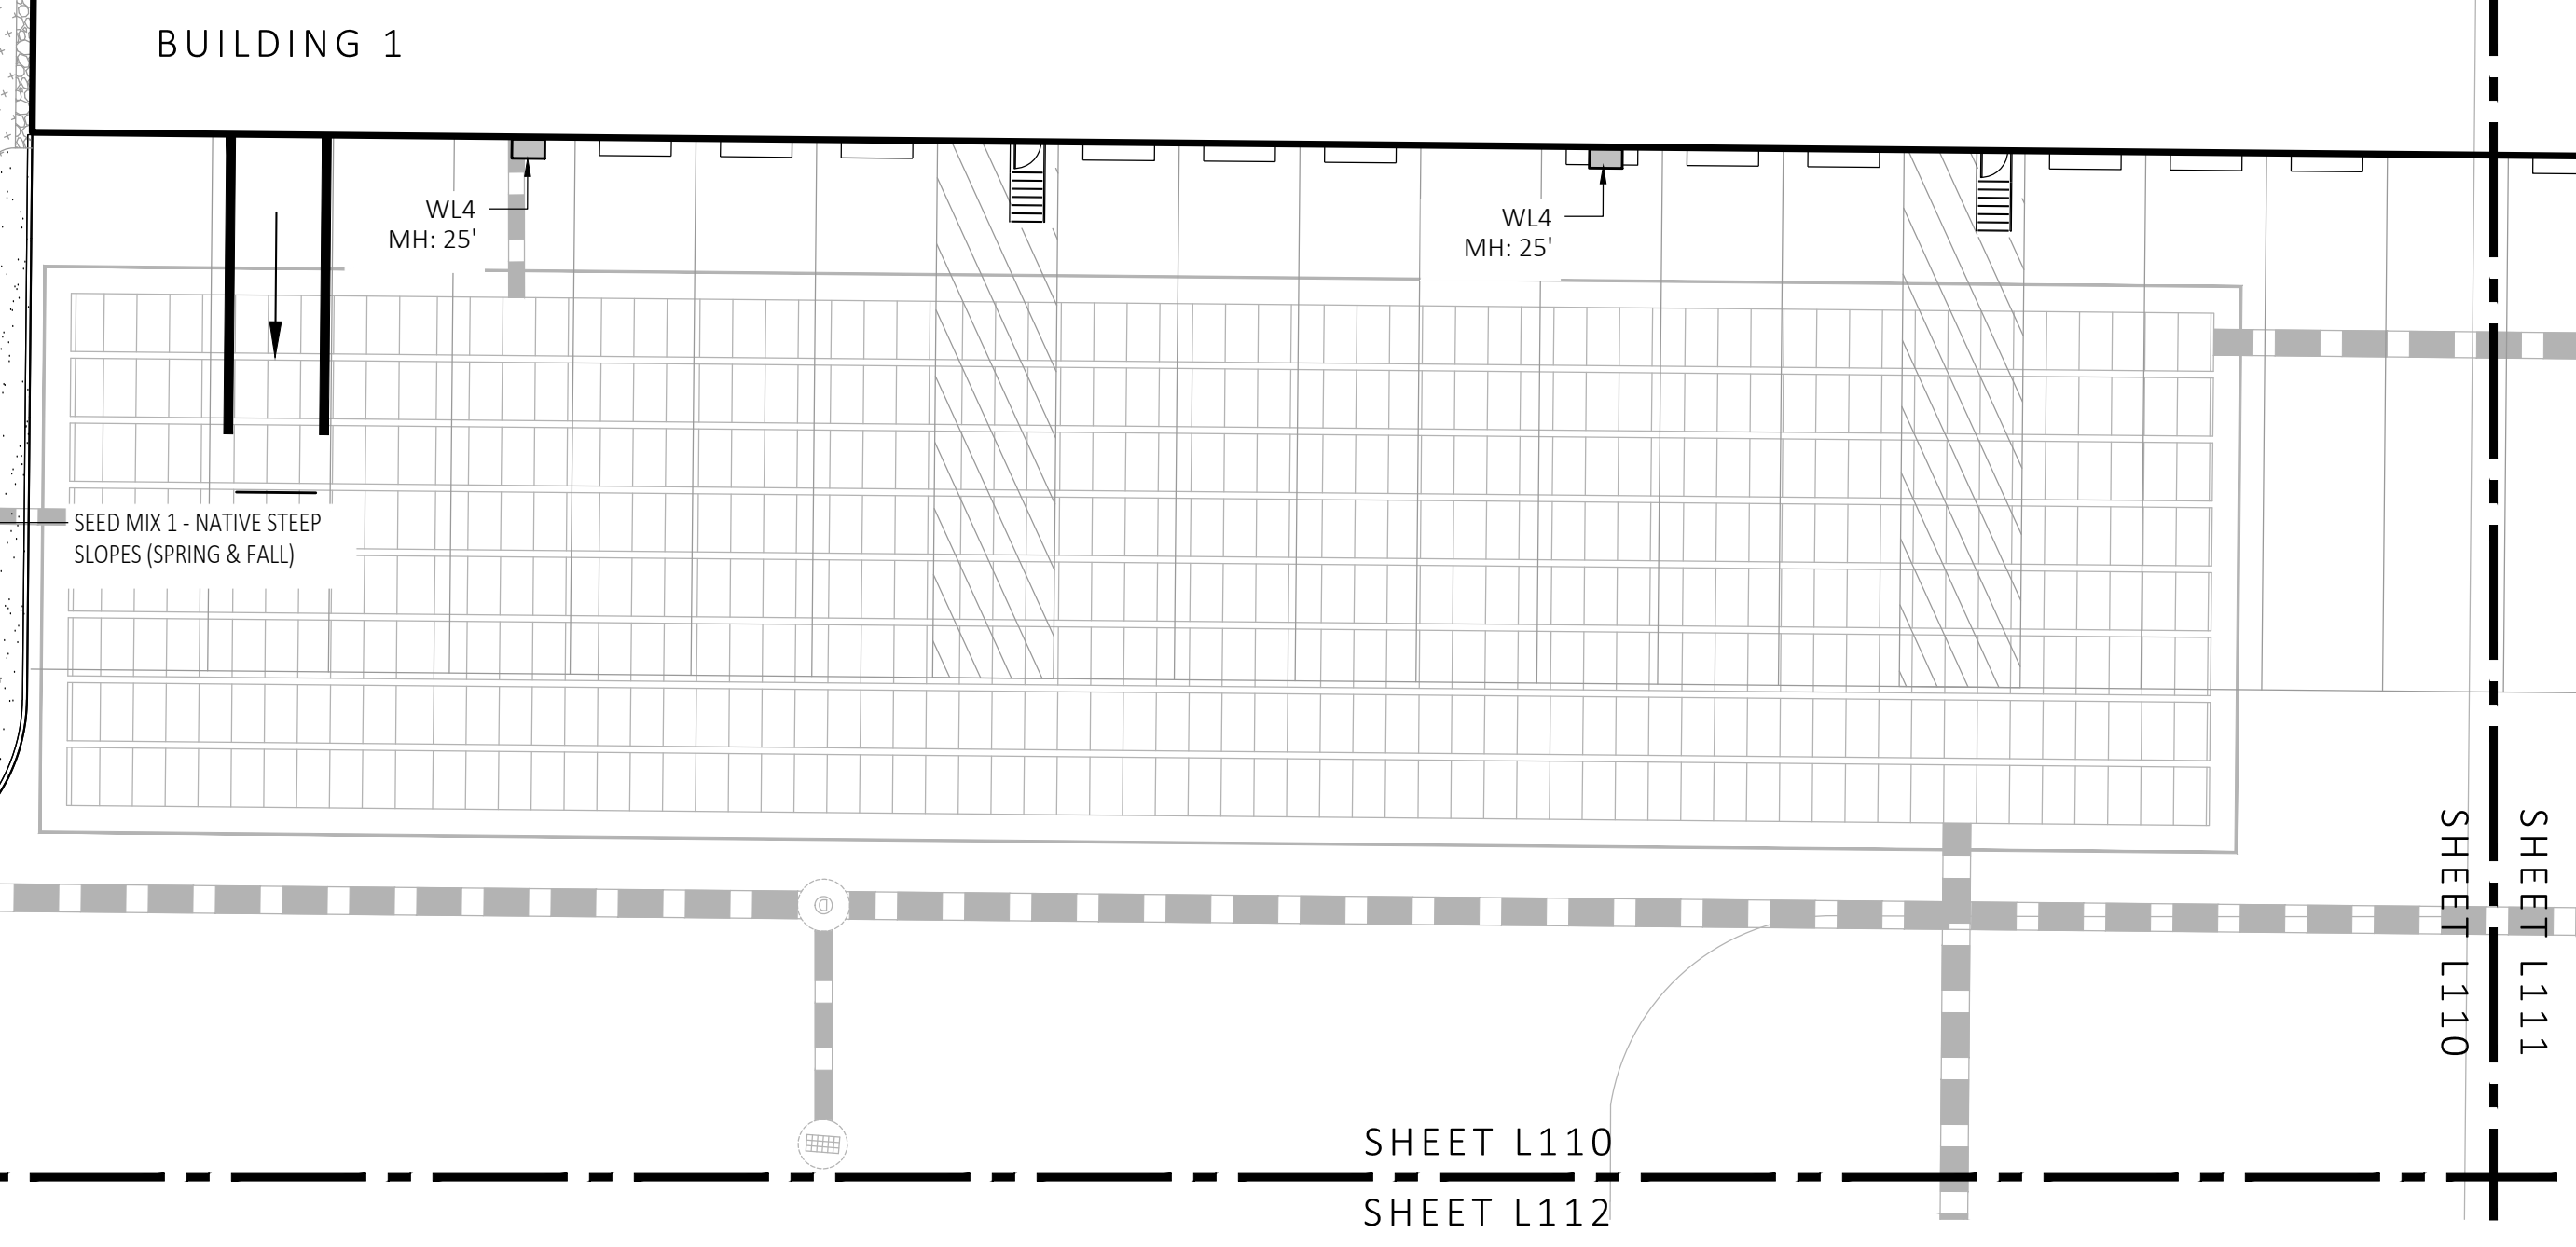 BUILDING 1
WL4
MH: 25'
WL4
MH: 25'
SEED MIX 1 - NATIVE STEEP
SLOPES (SPRING & FALL)
D
SHEET L110
SHEET L111
SHEET L110
SHEET L112